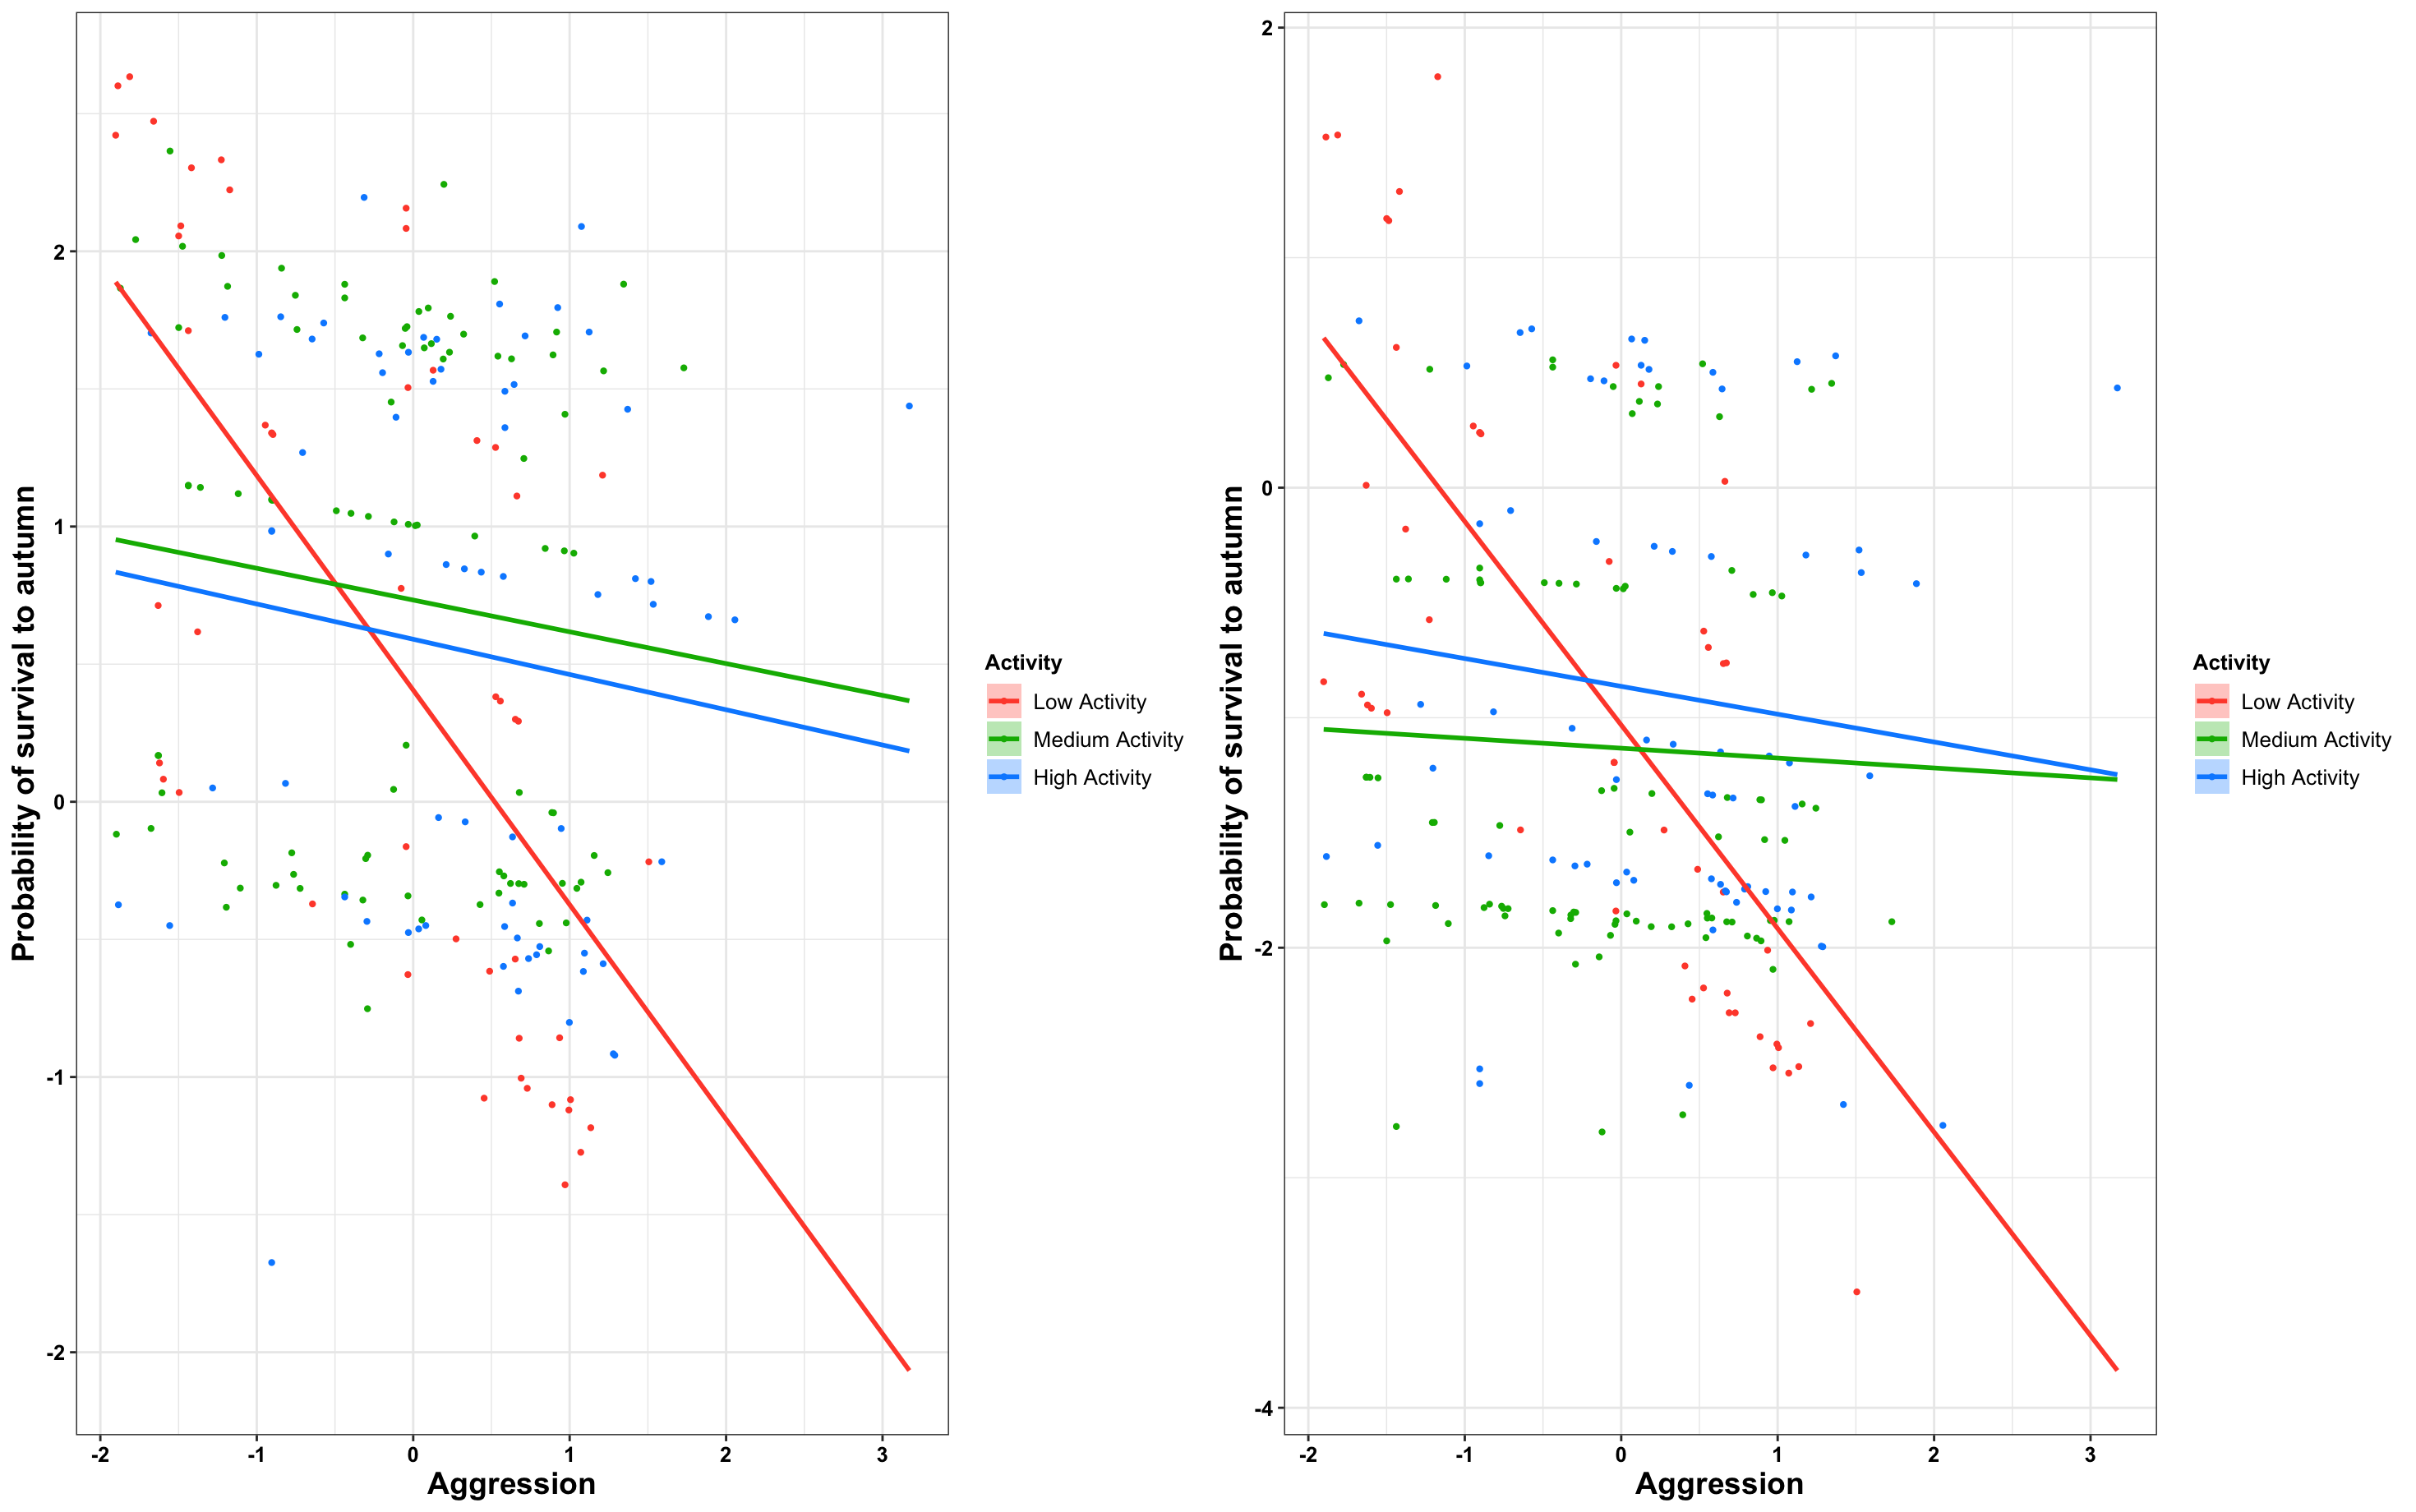 Probability of survival to autumn
2
1
0
-1
-2
-2 -1 0 1 2 3
Aggression
Activity
Low Activity
Medium Activity
High Activity
Probability of survival to autumn
2
0
-2
-4
-2 -1 0 1 2 3
Aggression
Activity
Low Activity
Medium Activity
High Activity